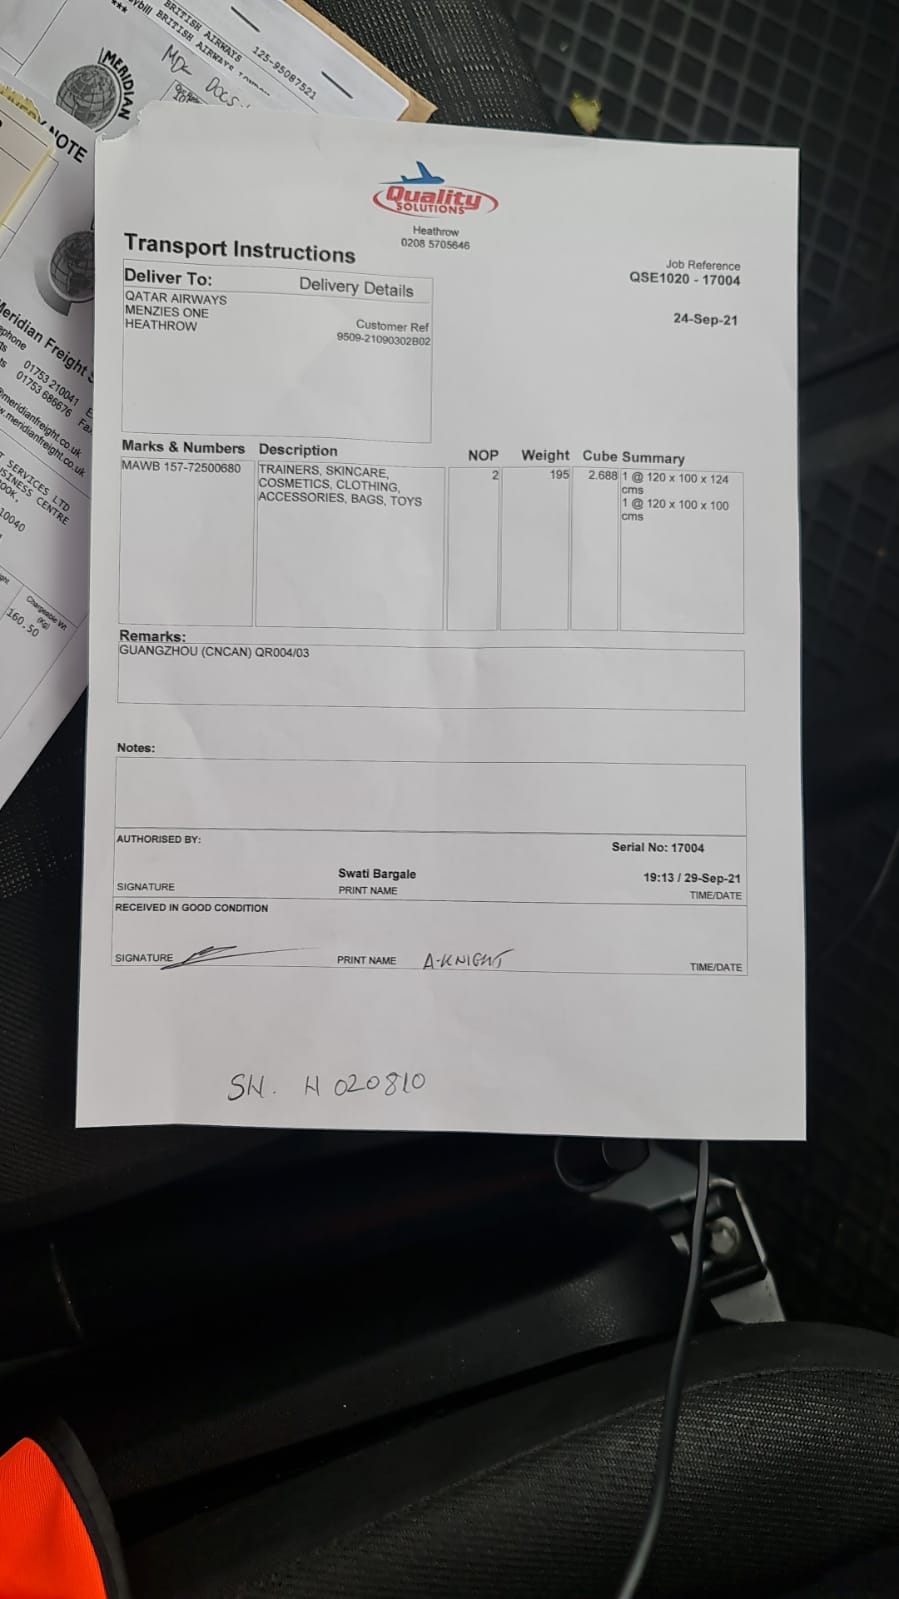 BRITISH AIRWAYS
Waybill BRITISH AIRWAYS
***
125-95087521
DOCS.
MERIDIAN
NOTE
Meridian Freight
01753 210041
01753 686676
@meridianfreight.co.uk
w.meridianfreight.co.uk
SERVICES LTD
CENTRE
10040
Chargeable Wt
(Kg)
160.50
Quality
SOLUTIONS
Heathrow
0208 5705646
Transport Instructions
Job Reference
QSE1020 - 17004
24-Sep-21
Deliver To: Delivery Details
QATAR AIRWAYS
MENZIES ONE
HEATHROW
Customer Ref
9509-21090302B02
Marks & Numbers Description NOP Weight Cube Summary
MAWB 157-72500680 TRAINERS, SKINCARE, 2 195 2.688 1 @ 120 x 100 x 124
COSMETICS, CLOTHING, cms
ACCESSORIES, BAGS, TOYS 1 @ 120 x 100 x 100
cms
Remarks:
GUANGZHOU (CNCAN) QR004/03
Notes:
AUTHORISED BY: Serial No: 17004
Swati Bargale 19:13 / 29-Sep-21
SIGNATURE PRINT NAME TIME/DATE
RECEIVED IN GOOD CONDITION
SIGNATURE PRINT NAME A-KNIGHT TIME/DATE
SH. H 020810